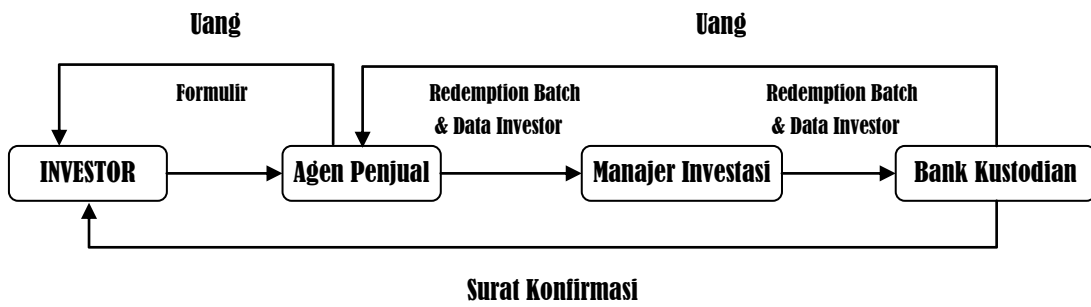 Uang
Uang
Formulir
Redemption Batch
& Data Investor
Redemption Batch
& Data Investor
INVESTOR
Agen Penjual
Manajer Investasi
Bank Kustodian
Surat Konfirmasi